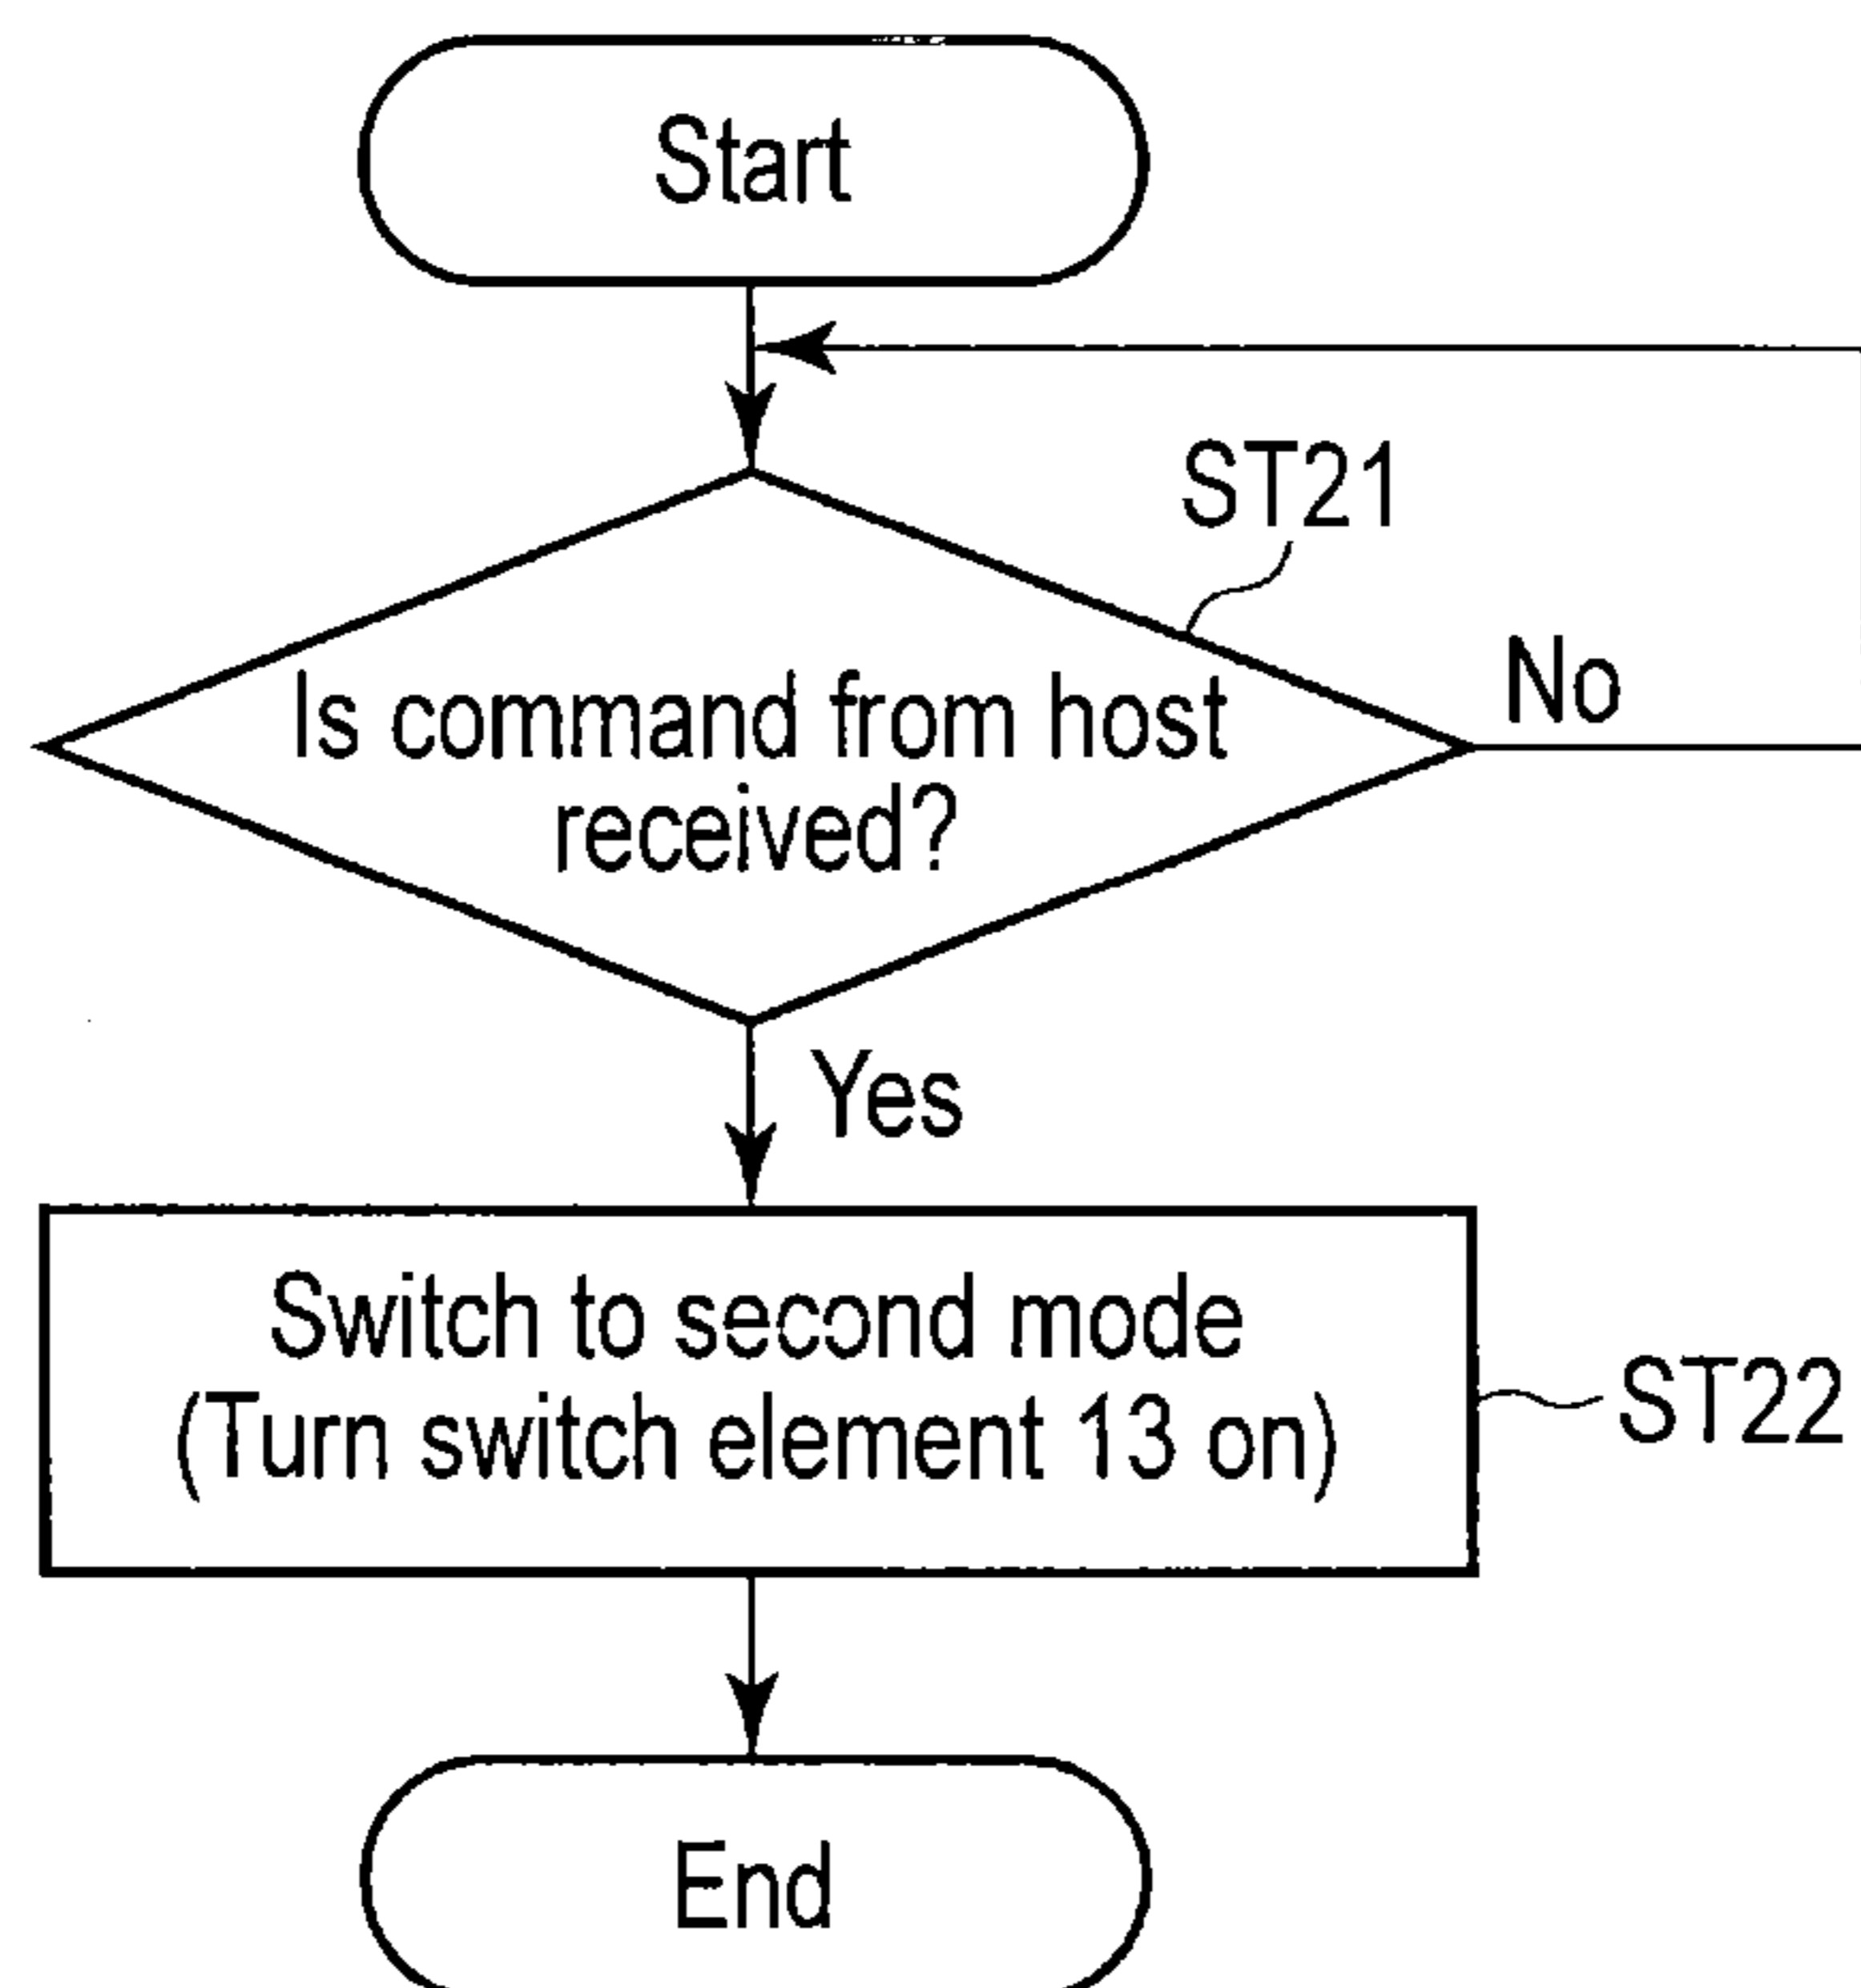 Start
ST21
Is command from host
received?
No
Yes
Switch to second mode
(Turn switch element 13 on)
ST22
End